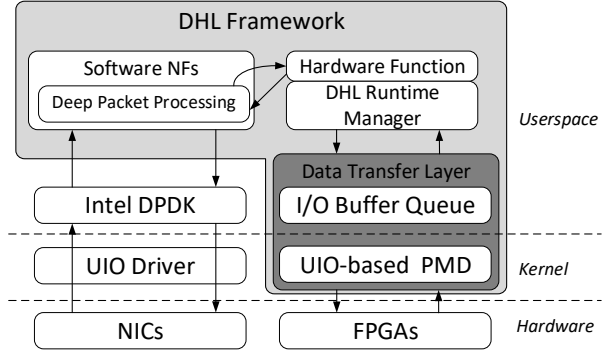 DHL Framework
Software NFs
Deep Packet Processing
Hardware Function
DHL Runtime
Manager
Userspace
Data Transfer Layer
Intel DPDK
I/O Buffer Queue
UIO Driver
UIO-based PMD
Kernel
NICs
FPGAs
Hardware